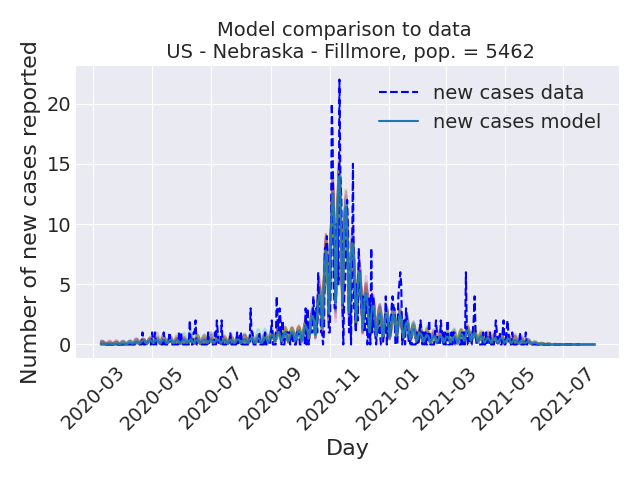 Model comparison to data
US - Nebraska - Fillmore, pop. = 5462
Number of new cases reported
20
15
10
5
0
new cases data
new cases model
2020-03
2020-05
2020-07
2020-09
2020-11
2021-01
2021-03
2021-05
2021-07
Day